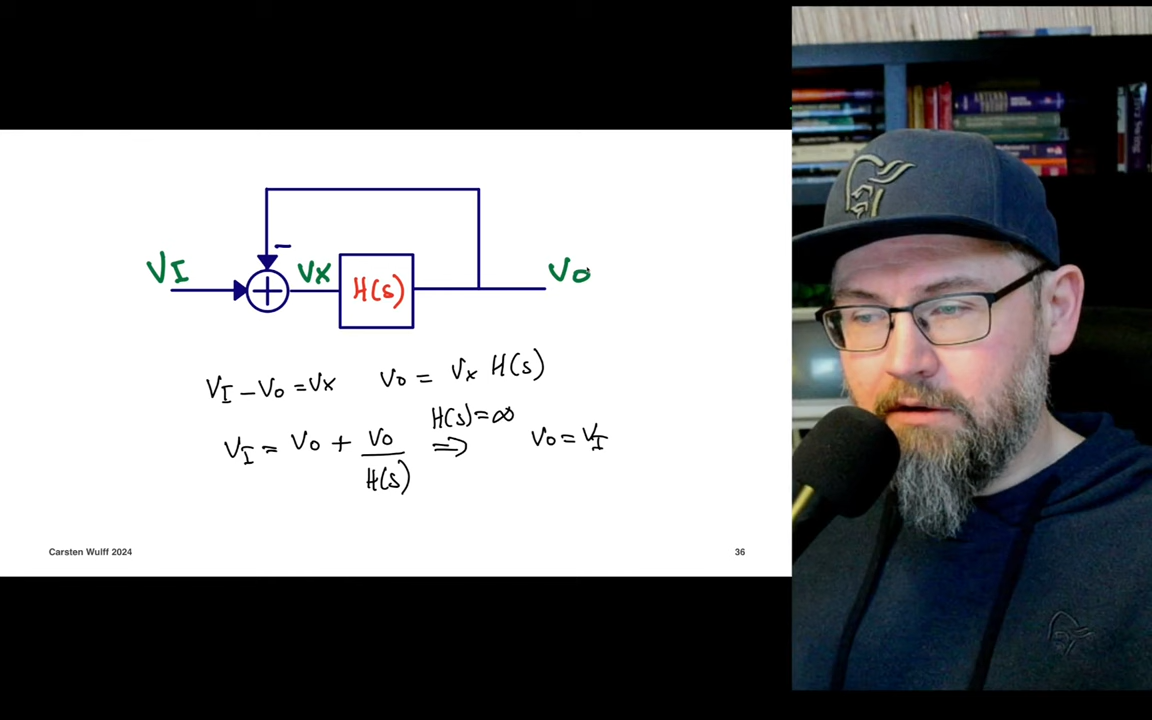 −
VI
VX
H(s)
VO
VI − VO = VX
VO = VX H(s)
H(s) = ∞
VI = VO + VO / H(s) ⇒ VO = VI
Carsten Wulff 2024
36